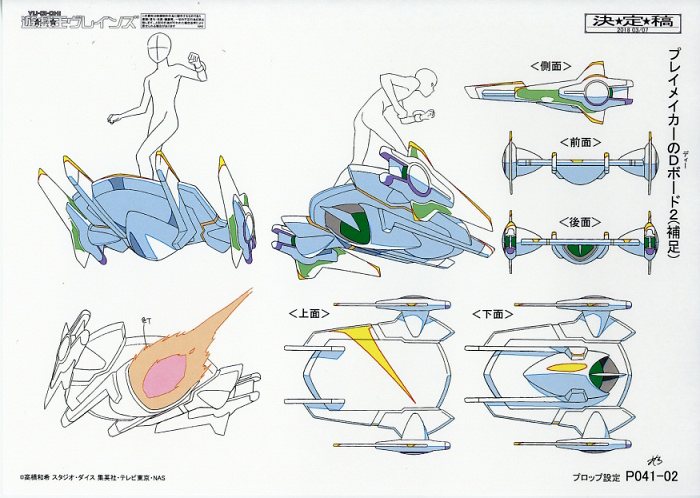 YU-GI-OH!
遊☆戯☆王ヴレインズ
決★定★稿
2018 03/07
プレイメイカーのDボード2(補足)
ディー
<側面>
<前面>
<後面>
<上面>
<下面>
©高橋和希 スタジオ・ダイス 集英社・テレビ東京・NAS
プロップ設定 P041-02